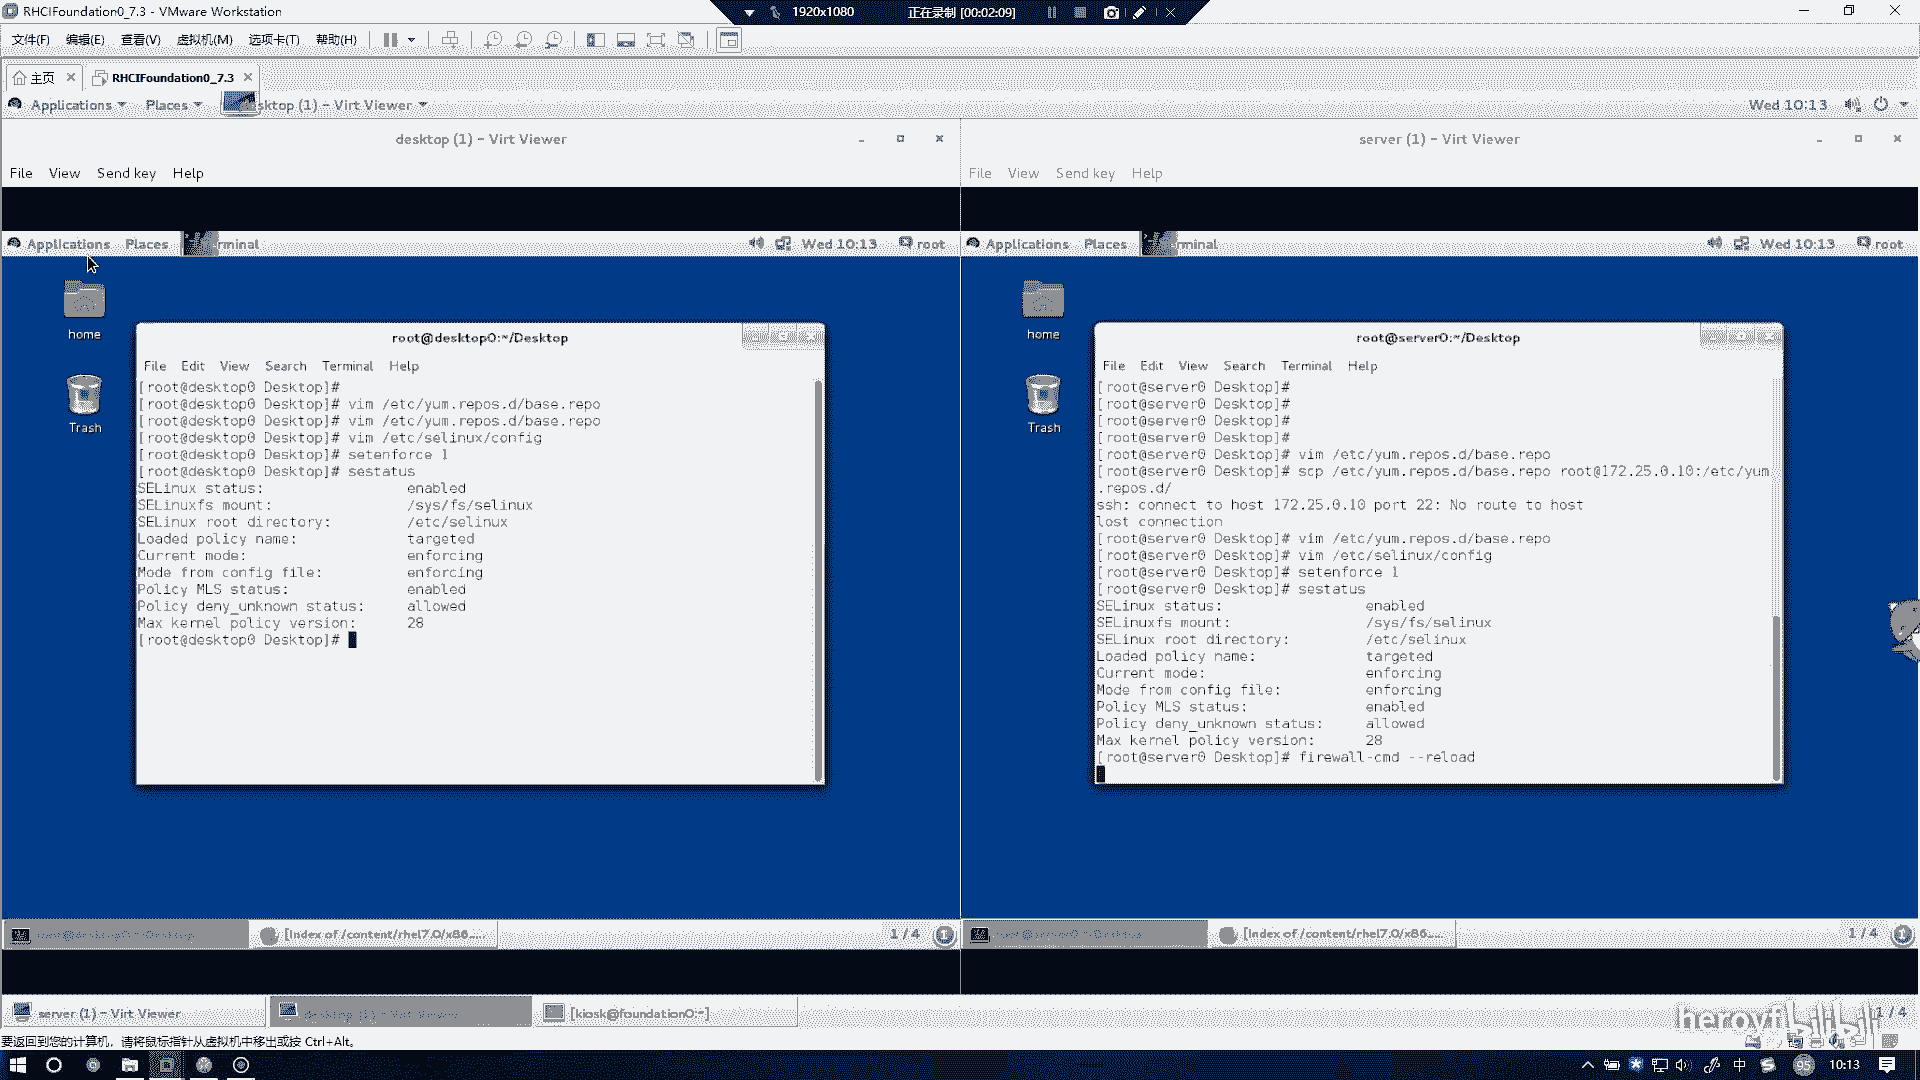 RHCIFoundation0_7.3 - VMware Workstation
1920x1080
正在录制 [00:02:09]
文件(F) 编辑(E) 查看(V) 虚拟机(M) 选项卡(T) 帮助(H)
主页
RHCIFoundation0_7.3
Applications Places
sktop (1) - Virt Viewer
Wed 10:13
desktop (1) - Virt Viewer
File View Send key Help
Applications Places
rminal
Wed 10:13
root
home
Trash
root@desktop0:~/Desktop
File Edit View Search Terminal Help
[root@desktop0 Desktop]#
[root@desktop0 Desktop]# vim /etc/yum.repos.d/base.repo
[root@desktop0 Desktop]# vim /etc/yum.repos.d/base.repo
[root@desktop0 Desktop]# vim /etc/selinux/config
[root@desktop0 Desktop]# setenforce 1
[root@desktop0 Desktop]# sestatus
SELinux status: enabled
SELinuxfs mount: /sys/fs/selinux
SELinux root directory: /etc/selinux
Loaded policy name: targeted
Current mode: enforcing
Mode from config file: enforcing
Policy MLS status: enabled
Policy deny_unknown status: allowed
Max kernel policy version: 28
[root@desktop0 Desktop]#
root@desktop0:~/Desktop
[Index of /content/rhel7.0/x86_...
1 / 4
1
server (1) - Virt Viewer
File View Send key Help
Applications Places
rminal
Wed 10:13
root
home
Trash
root@server0:~/Desktop
File Edit View Search Terminal Help
[root@server0 Desktop]#
[root@server0 Desktop]#
[root@server0 Desktop]#
[root@server0 Desktop]#
[root@server0 Desktop]# vim /etc/yum.repos.d/base.repo
[root@server0 Desktop]# scp /etc/yum.repos.d/base.repo root@172.25.0.10:/etc/yum
.repos.d/
ssh: connect to host 172.25.0.10 port 22: No route to host
lost connection
[root@server0 Desktop]# vim /etc/yum.repos.d/base.repo
[root@server0 Desktop]# vim /etc/selinux/config
[root@server0 Desktop]# setenforce 1
[root@server0 Desktop]# sestatus
SELinux status: enabled
SELinuxfs mount: /sys/fs/selinux
SELinux root directory: /etc/selinux
Loaded policy name: targeted
Current mode: enforcing
Mode from config file: enforcing
Policy MLS status: enabled
Policy deny_unknown status: allowed
Max kernel policy version: 28
[root@server0 Desktop]# firewall-cmd --reload
root@server0:~/Desktop
[Index of /content/rhel7.0/x86_...
1 / 4
1
server (1) - Virt Viewer
desktop (1) - Virt Viewer
[kiosk@foundation0:~]
1 / 4
bilibili
要返回到您的计算机，请将鼠标指针从虚拟机中移出或按 Ctrl+Alt。
中
95
10:13